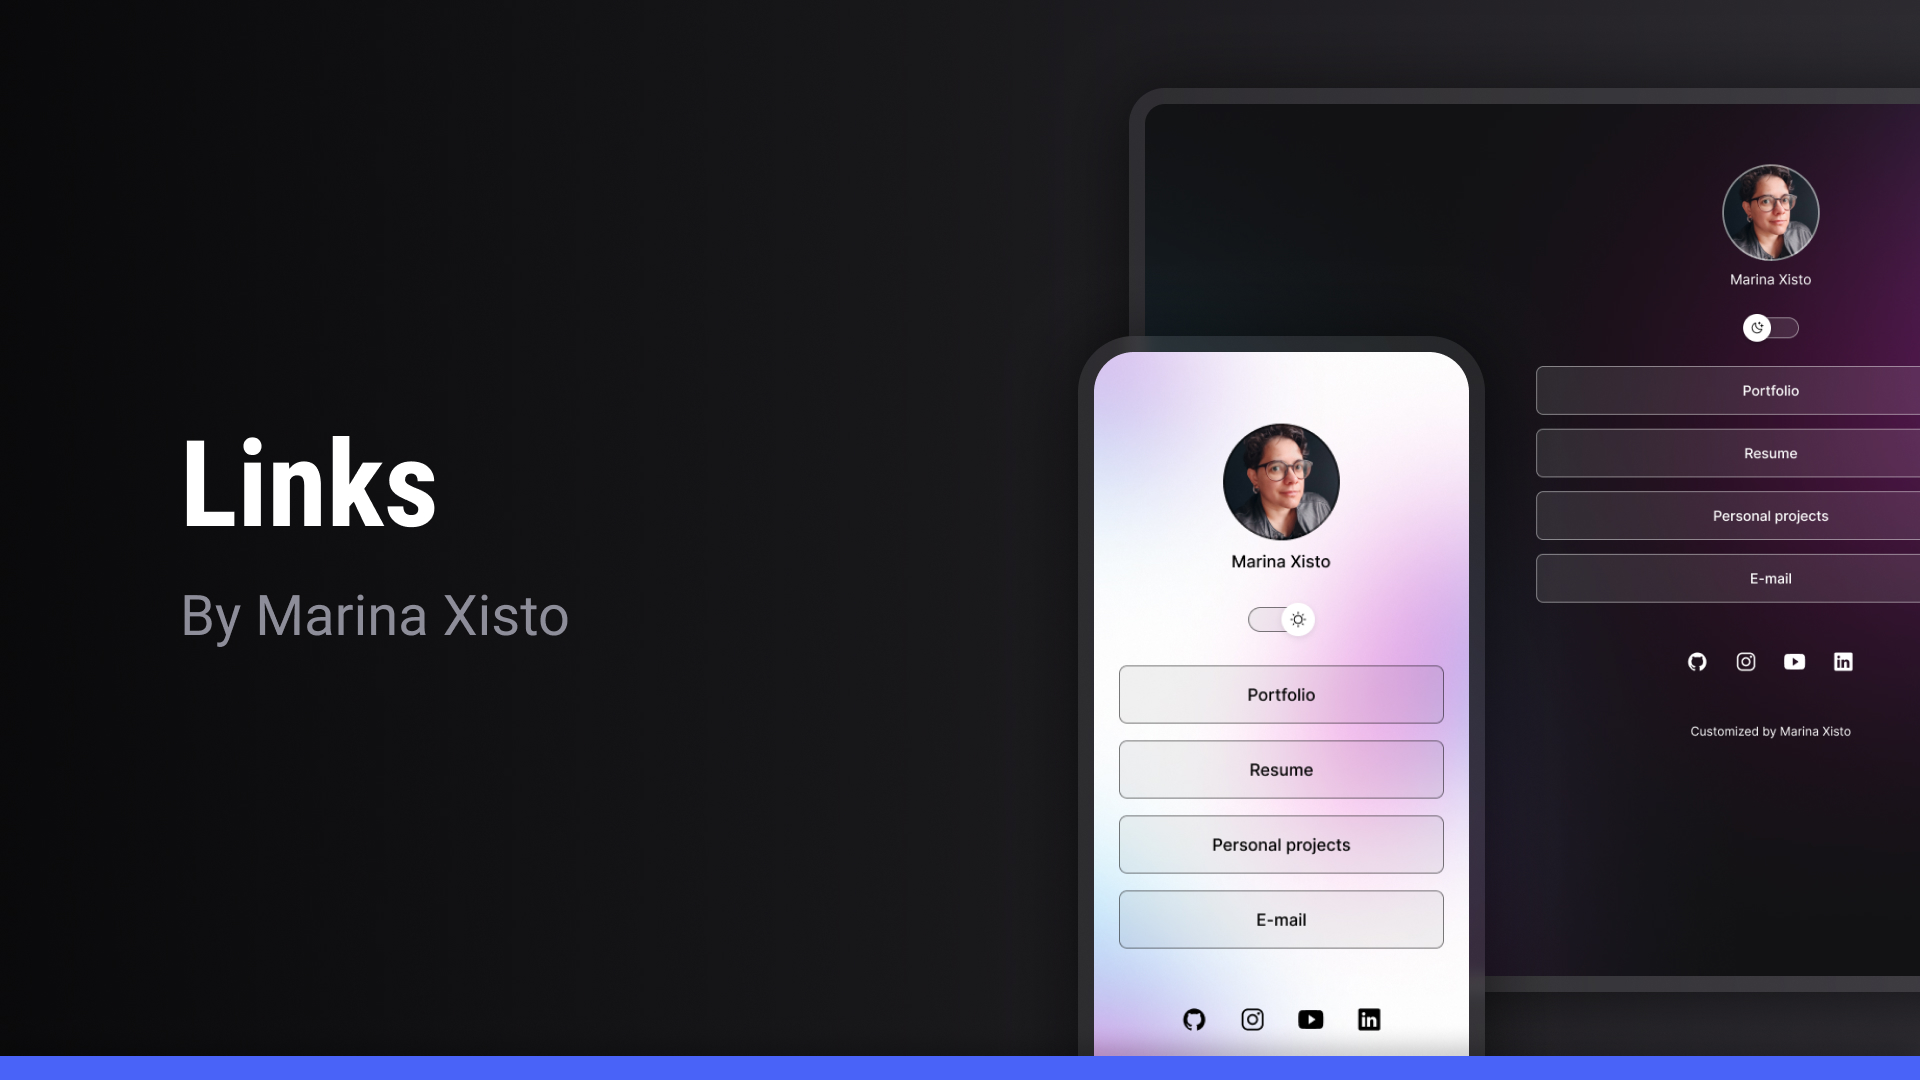 Links
By Marina Xisto
Marina Xisto
Portfolio
Resume
Personal projects
E-mail
Marina Xisto
Portfolio
Resume
Personal projects
E-mail
Customized by Marina Xisto